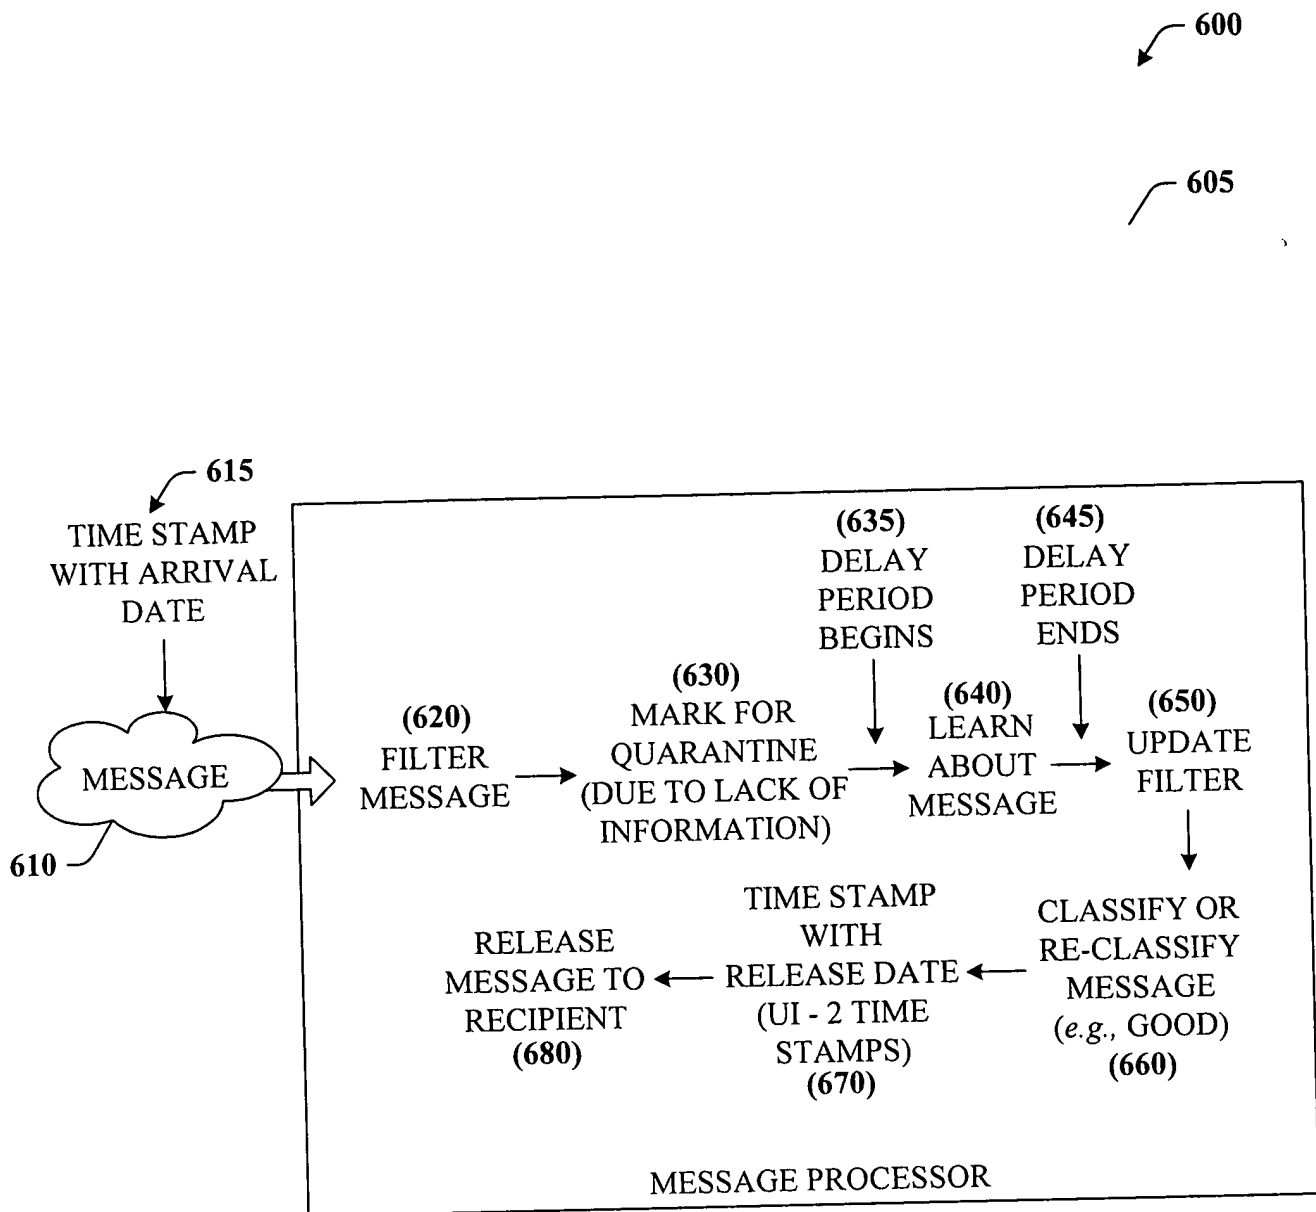 600
605
615
TIME STAMP
WITH ARRIVAL
DATE
MESSAGE
610
(620)
FILTER
MESSAGE
(630)
MARK FOR
QUARANTINE
(DUE TO LACK OF
INFORMATION)
(635)
DELAY
PERIOD
BEGINS
(640)
LEARN
ABOUT
MESSAGE
(645)
DELAY
PERIOD
ENDS
(650)
UPDATE
FILTER
CLASSIFY OR
RE-CLASSIFY
MESSAGE
(e.g., GOOD)
(660)
TIME STAMP
WITH
RELEASE DATE
(UI - 2 TIME
STAMPS)
(670)
RELEASE
MESSAGE TO
RECIPIENT
(680)
MESSAGE PROCESSOR